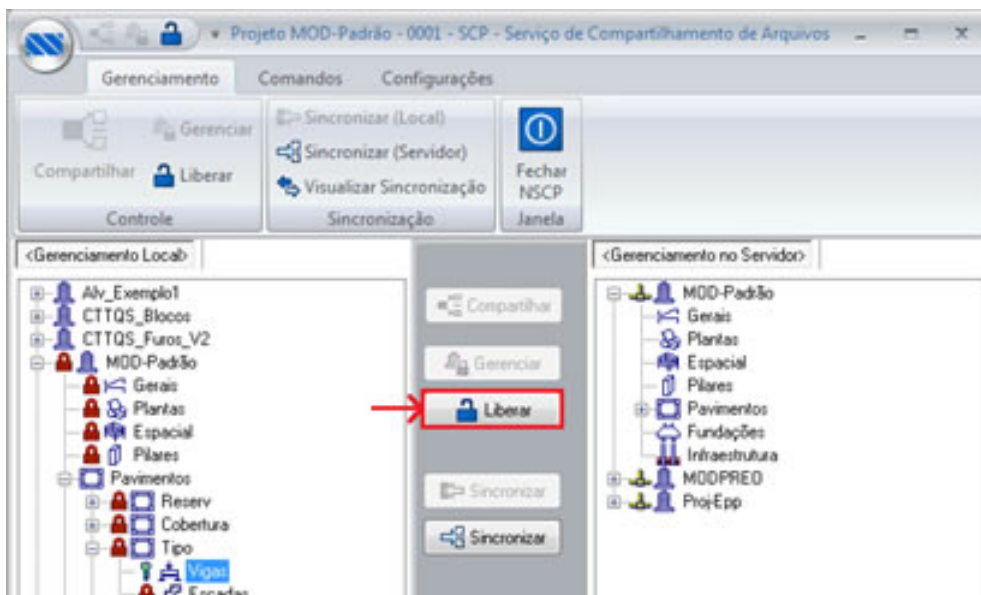 Projeto MOD-Padrão - 0001 - SCP - Serviço de Compartilhamento de Arquivos
Gerenciamento Comandos Configurações
Compartilhar
Gerenciar
Liberar
Controle
Sincronizar (Local)
Sincronizar (Servidor)
Visualizar Sincronização
Sincronização
Fechar
NSCP
Janela
<Gerenciamento Local>
Alv_Exemplo1
CTTQS_Blocos
CTTQS_Furos_V2
MOD-Padrão
Gerais
Plantas
Espacial
Pilares
Pavimentos
Reserv
Cobertura
Tipo
Vigas
Escadas
Compartilhar
Gerenciar
Liberar
Sincronizar
Sincronizar
<Gerenciamento no Servidor>
MOD-Padrão
Gerais
Plantas
Espacial
Pilares
Pavimentos
Fundações
Infraestrutura
MODPREO
Proj-Epp